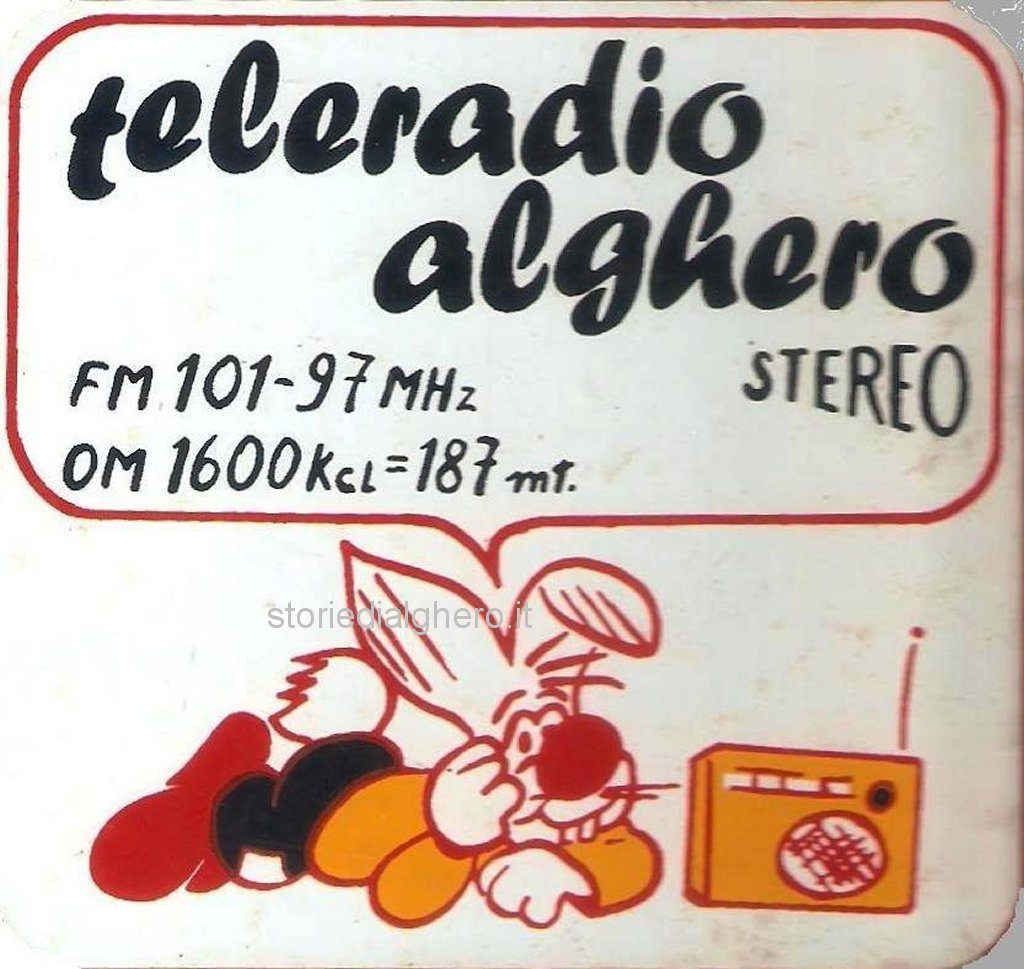 teleradio
alghero
STEREO
FM 101-97 MHz
OM 1600 Kcl = 187 mt.
storiedialghero.it